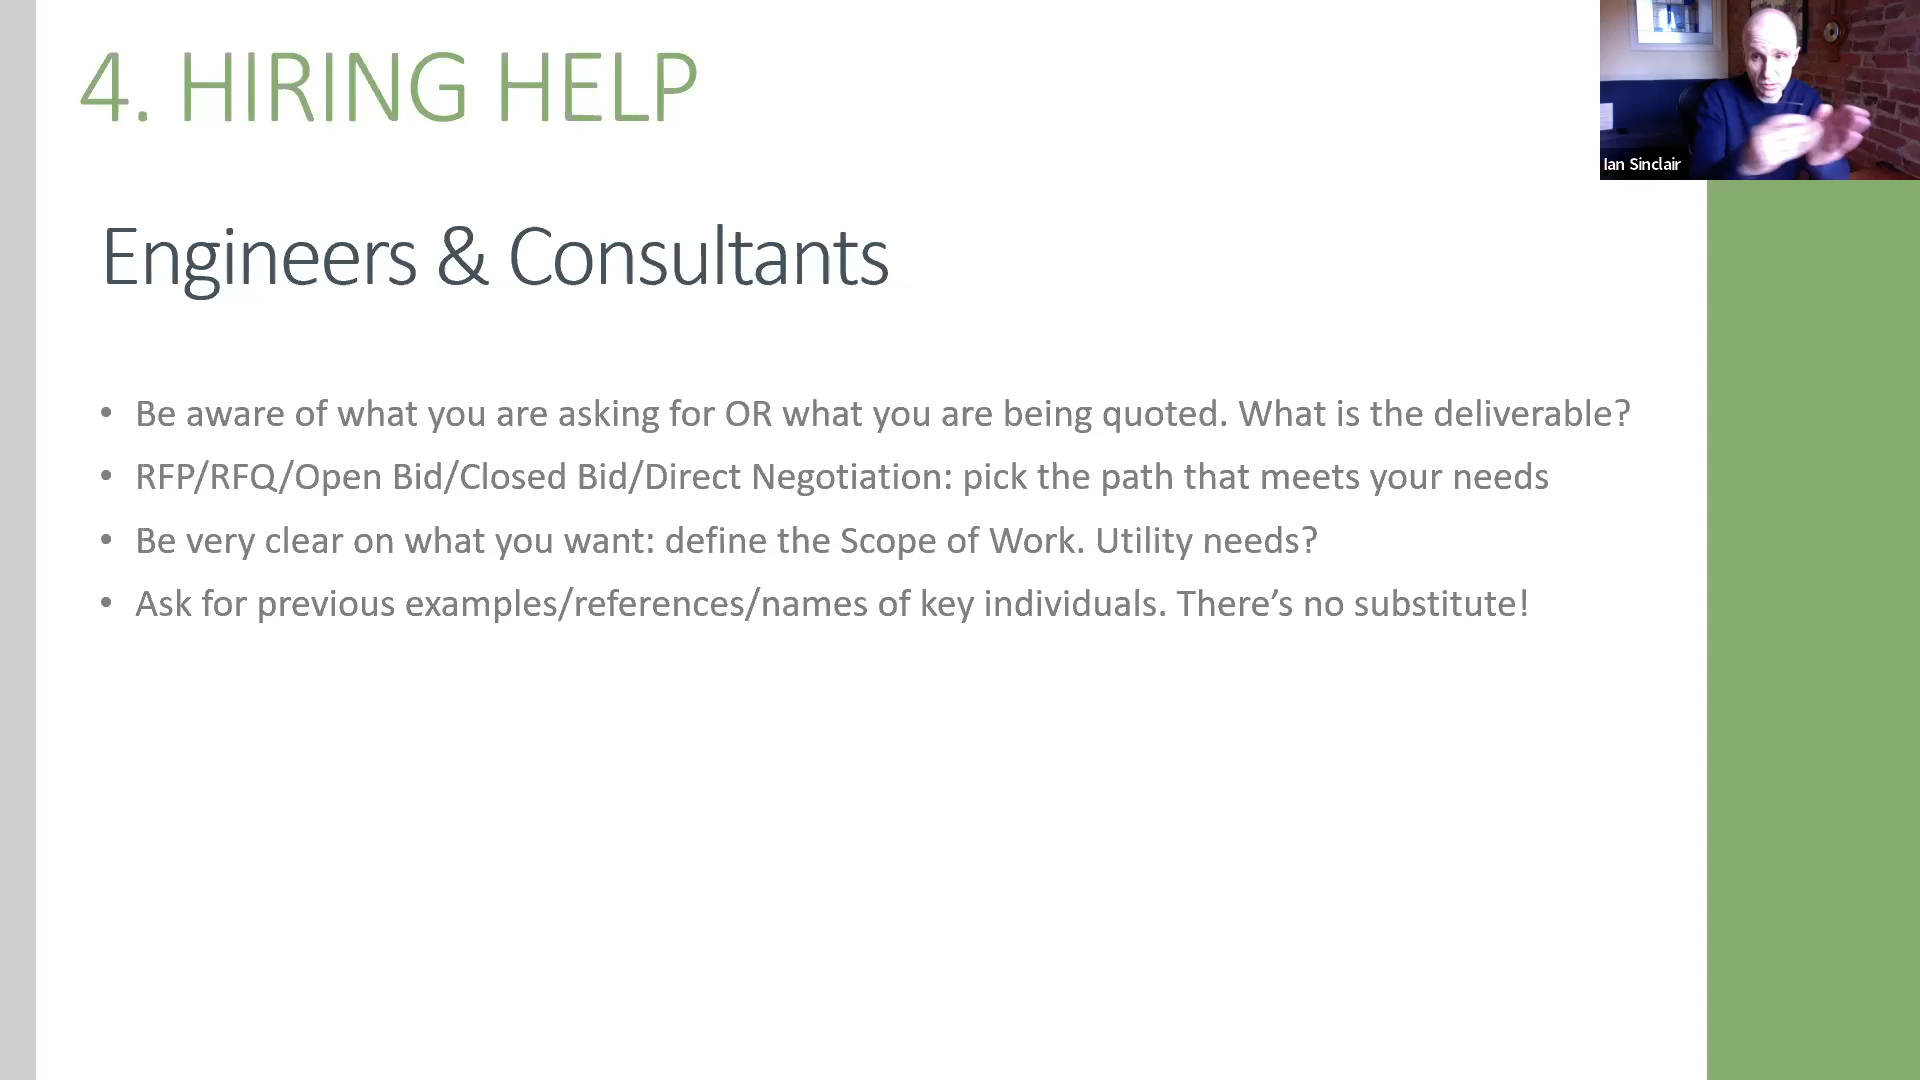 4. HIRING HELP
Ian Sinclair
Engineers & Consultants
• Be aware of what you are asking for OR what you are being quoted. What is the deliverable?
• RFP/RFQ/Open Bid/Closed Bid/Direct Negotiation: pick the path that meets your needs
• Be very clear on what you want: define the Scope of Work. Utility needs?
• Ask for previous examples/references/names of key individuals. There’s no substitute!